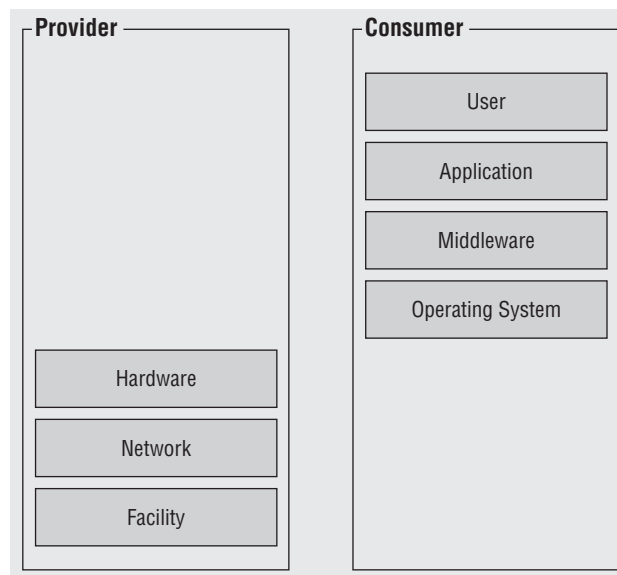 Provider
Hardware
Network
Facility
Consumer
User
Application
Middleware
Operating System